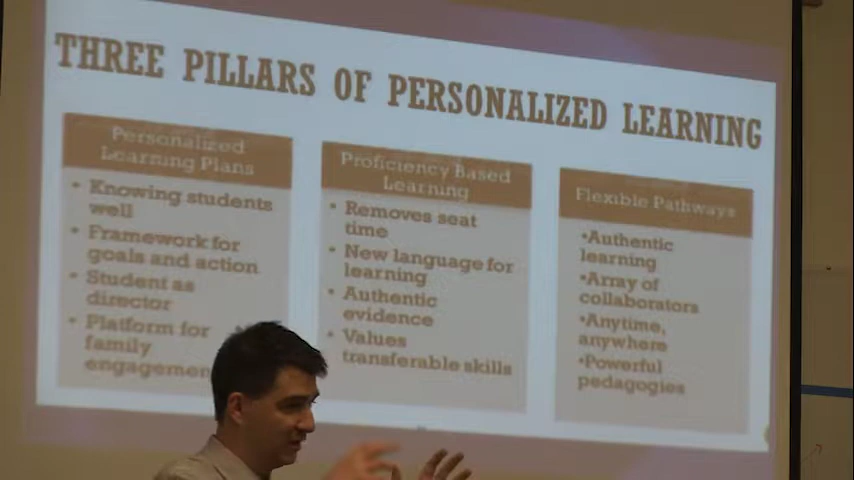 THREE PILLARS OF PERSONALIZED LEARNING
Personalized
Learning Plans
• Knowing students
well
• Framework for
goals and action
• Student as
director
• Platform for
family
engagemen
Proficiency Based
Learning
• Removes seat
time
• New language for
learning
• Authentic
evidence
• Values
transferable skills
Flexible Pathways
•Authentic
learning
•Array of
collaborators
•Anytime,
anywhere
•Powerful
pedagogies